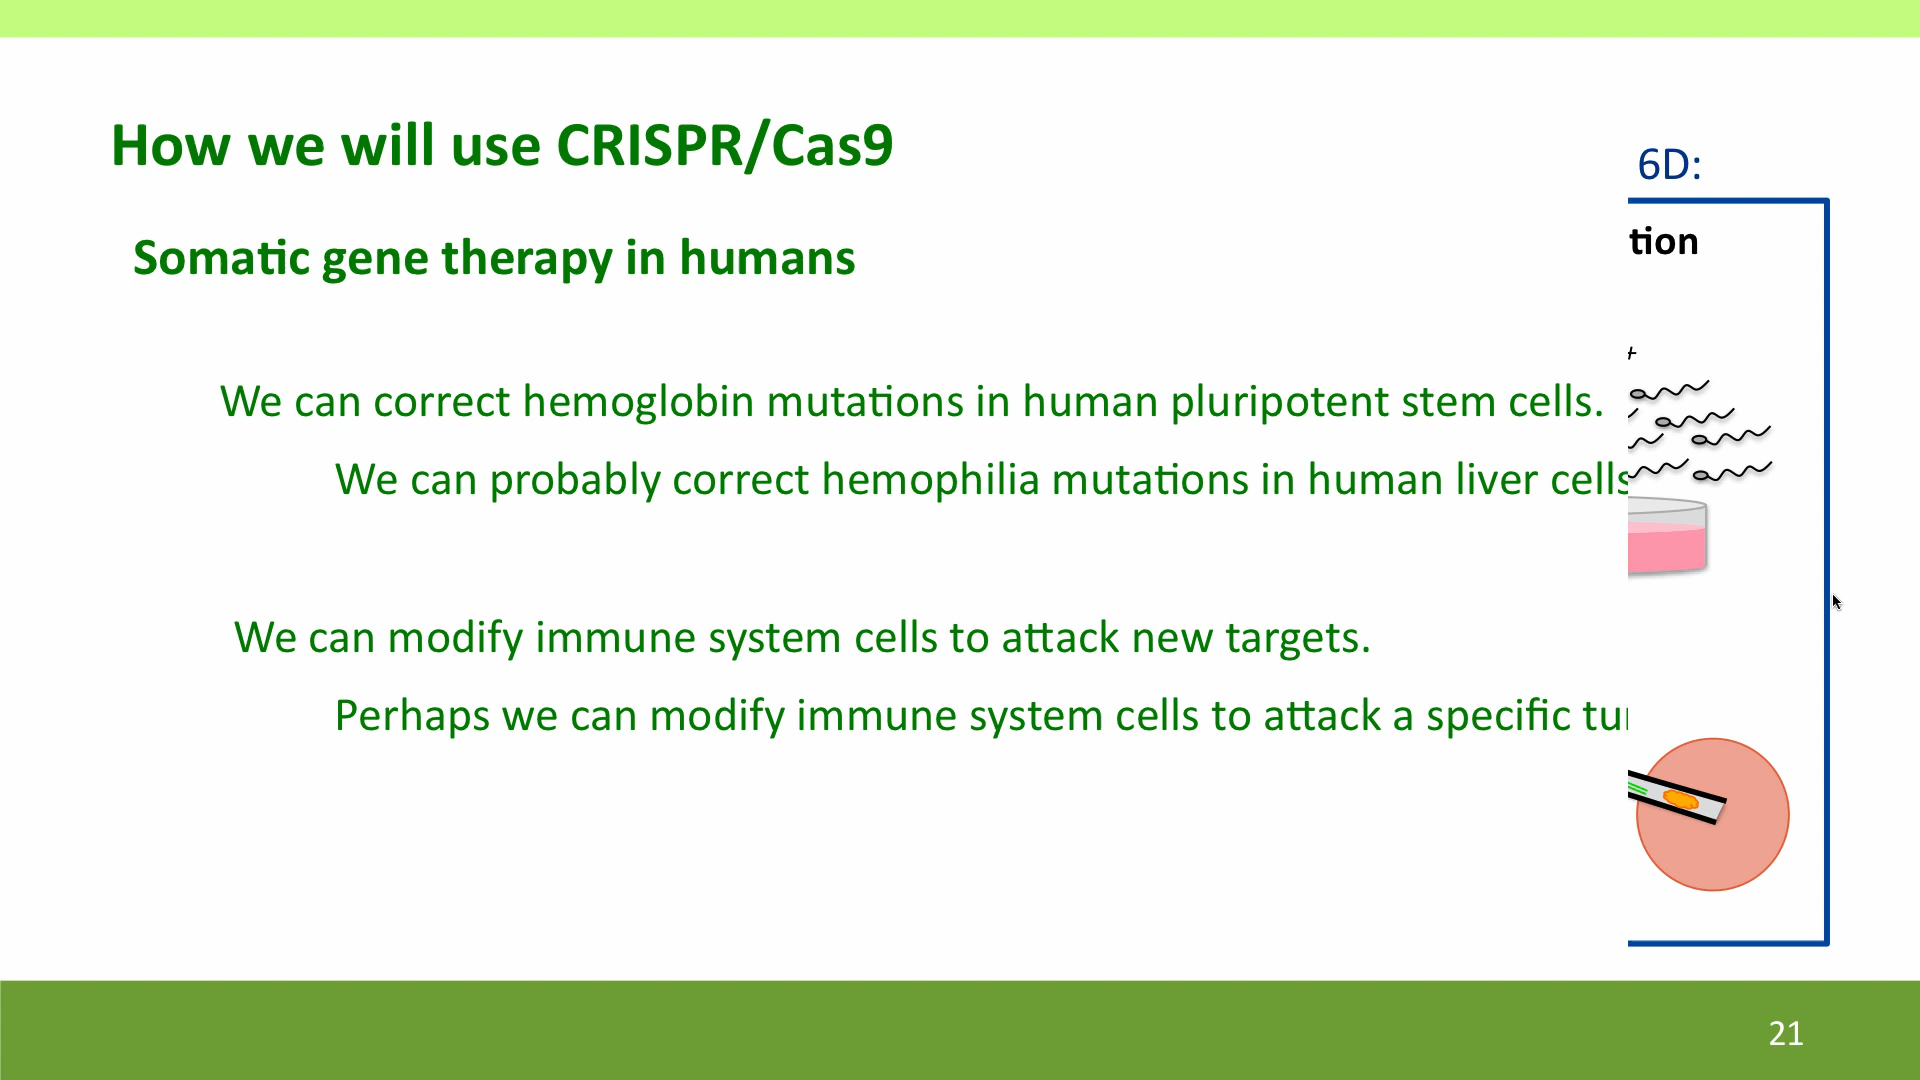 How we will use CRISPR/Cas9
6D:
Somatic gene therapy in humans
tion
+
We can correct hemoglobin mutations in human pluripotent stem cells.
We can probably correct hemophilia mutations in human liver cells
We can modify immune system cells to attack new targets.
Perhaps we can modify immune system cells to attack a specific
21